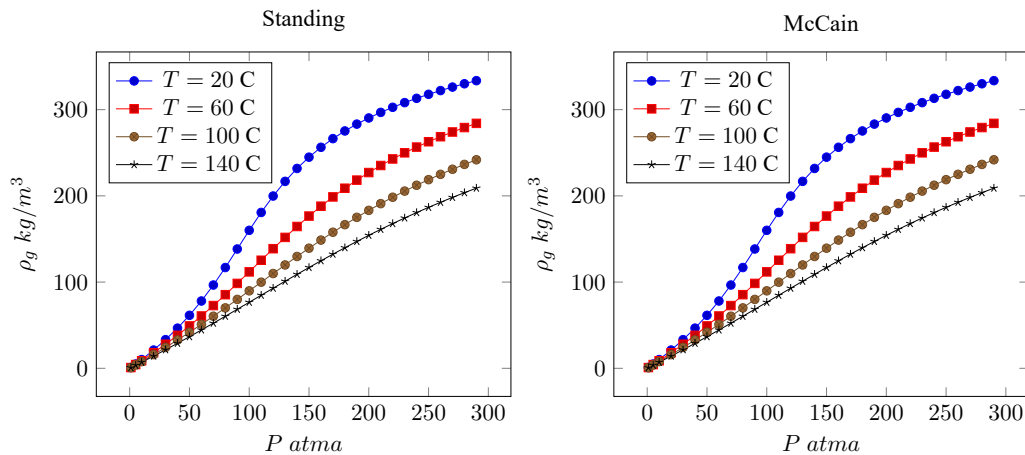 Standing
T = 20 C
T = 60 C
T = 100 C
T = 140 C
300
200
100
0
ρg kg/m³
0 50 100 150 200 250 300
P atma
McCain
T = 20 C
T = 60 C
T = 100 C
T = 140 C
300
200
100
0
ρg kg/m³
0 50 100 150 200 250 300
P atma